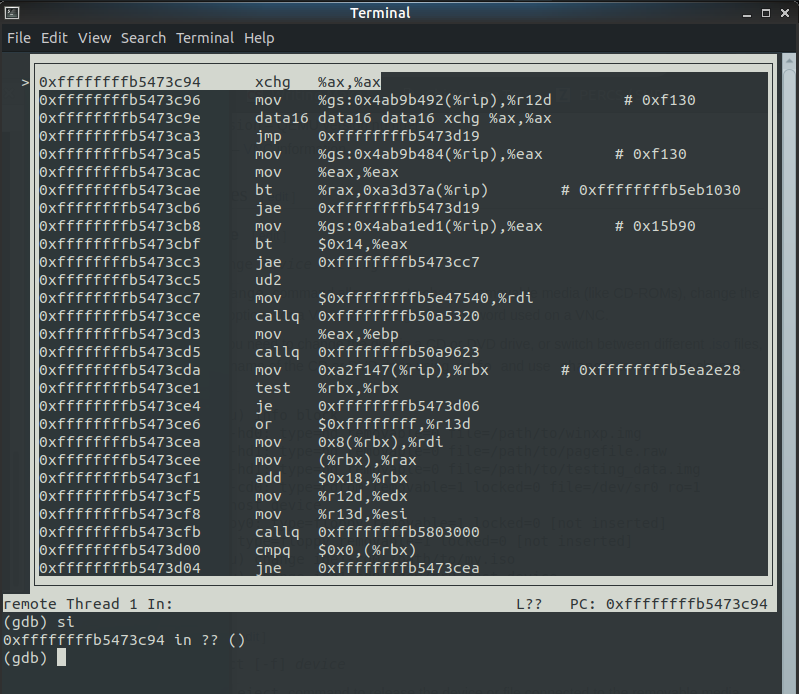 Terminal
File Edit View Search Terminal Help
> 0xffffffffb5473c94 xchg %ax,%ax
0xffffffffb5473c96 mov %gs:0x4ab9b492(%rip),%r12d # 0xf130
0xffffffffb5473c9e data16 data16 data16 xchg %ax,%ax
0xffffffffb5473ca3 jmp 0xffffffffb5473d19
0xffffffffb5473ca5 mov %gs:0x4ab9b484(%rip),%eax # 0xf130
0xffffffffb5473cac mov %eax,%eax
0xffffffffb5473cae bt %rax,0xa3d37a(%rip) # 0xffffffffb5eb1030
0xffffffffb5473cb6 jae 0xffffffffb5473d19
0xffffffffb5473cb8 mov %gs:0x4aba1ed1(%rip),%eax # 0x15b90
0xffffffffb5473cbf bt $0x14,%eax
0xffffffffb5473cc3 jae 0xffffffffb5473cc7
0xffffffffb5473cc5 ud2
0xffffffffb5473cc7 mov $0xffffffffb5e47540,%rdi
0xffffffffb5473cce callq 0xffffffffb50a5320
0xffffffffb5473cd3 mov %eax,%ebp
0xffffffffb5473cd5 callq 0xffffffffb50a9623
0xffffffffb5473cda mov 0xa2f147(%rip),%rbx # 0xffffffffb5ea2e28
0xffffffffb5473ce1 test %rbx,%rbx
0xffffffffb5473ce4 je 0xffffffffb5473d06
0xffffffffb5473ce6 or $0xffffffff,%r13d
0xffffffffb5473cea mov 0x8(%rbx),%rdi
0xffffffffb5473cee mov (%rbx),%rax
0xffffffffb5473cf1 add $0x18,%rbx
0xffffffffb5473cf5 mov %r12d,%edx
0xffffffffb5473cf8 mov %r13d,%esi
0xffffffffb5473cfb callq 0xffffffffb5803000
0xffffffffb5473d00 cmpq $0x0,(%rbx)
0xffffffffb5473d04 jne 0xffffffffb5473cea
remote Thread 1 In: L?? PC: 0xffffffffb5473c94
(gdb) si
0xffffffffb5473c94 in ?? ()
(gdb)